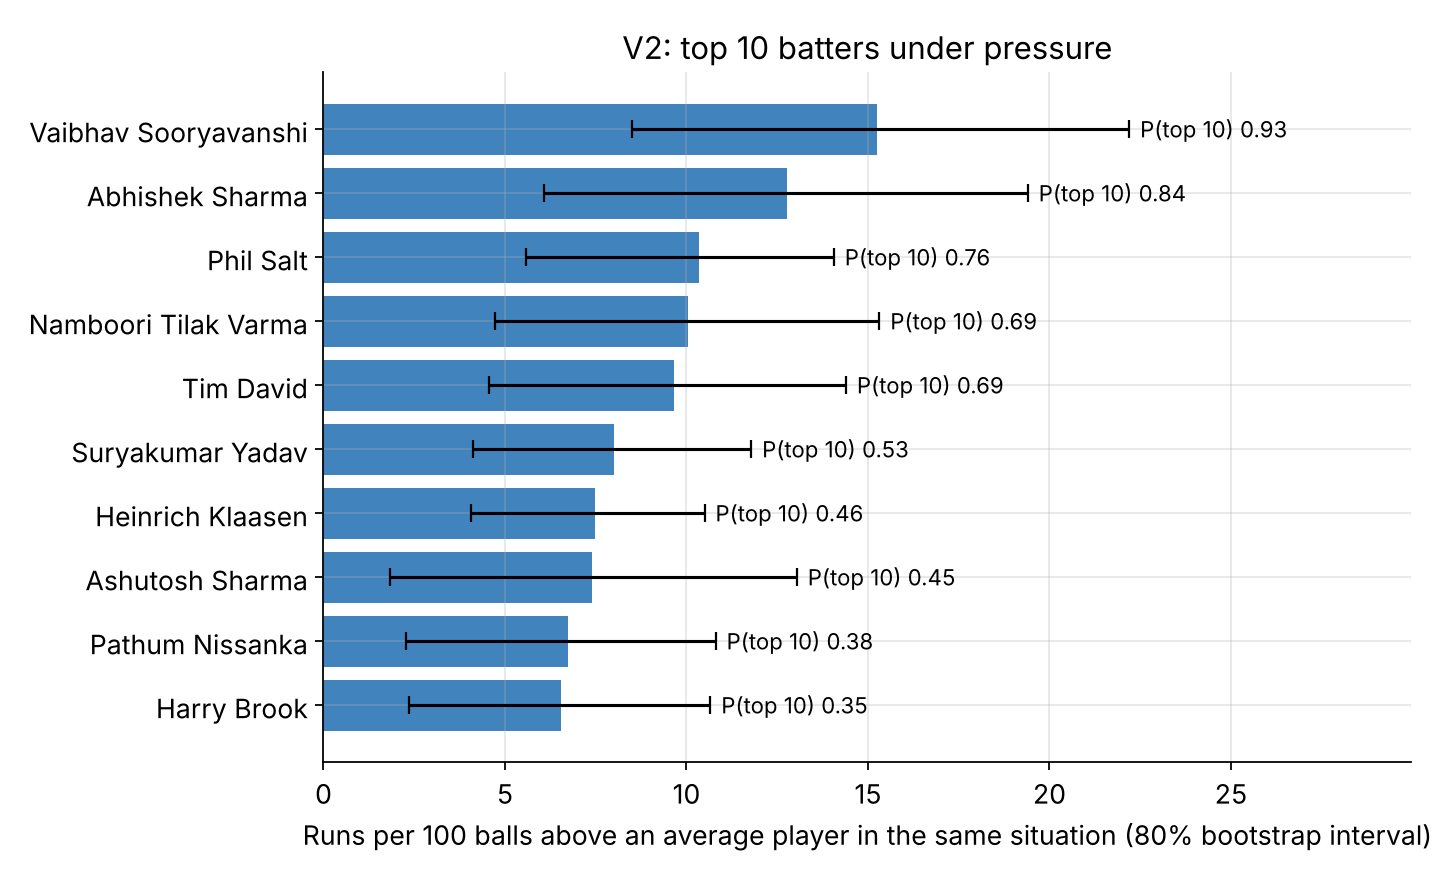 V2: top 10 batters under pressure
Vaibhav Sooryavanshi P(top 10) 0.93
Abhishek Sharma P(top 10) 0.84
Phil Salt P(top 10) 0.76
Namboori Tilak Varma P(top 10) 0.69
Tim David P(top 10) 0.69
Suryakumar Yadav P(top 10) 0.53
Heinrich Klaasen P(top 10) 0.46
Ashutosh Sharma P(top 10) 0.45
Pathum Nissanka P(top 10) 0.38
Harry Brook P(top 10) 0.35
0 5 10 15 20 25
Runs per 100 balls above an average player in the same situation (80% bootstrap interval)